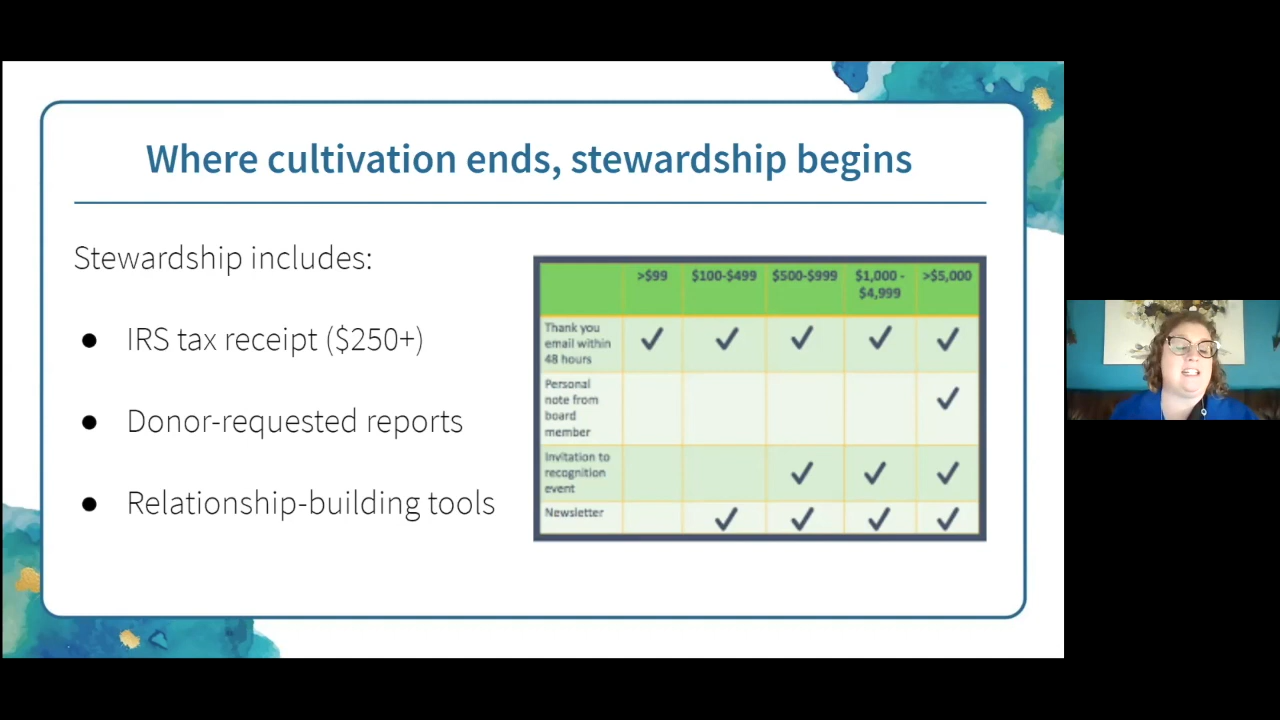 Where cultivation ends, stewardship begins
Stewardship includes:
● IRS tax receipt ($250+)
● Donor-requested reports
● Relationship-building tools
>$99 $100-$499 $500-$999 $1,000 - >$5,000
$4,999
Thank you
email within
48 hours
✓ ✓ ✓ ✓ ✓
Personal
note from
board
member
✓
Invitation to
recognition
event
✓ ✓ ✓
Newsletter ✓ ✓ ✓ ✓